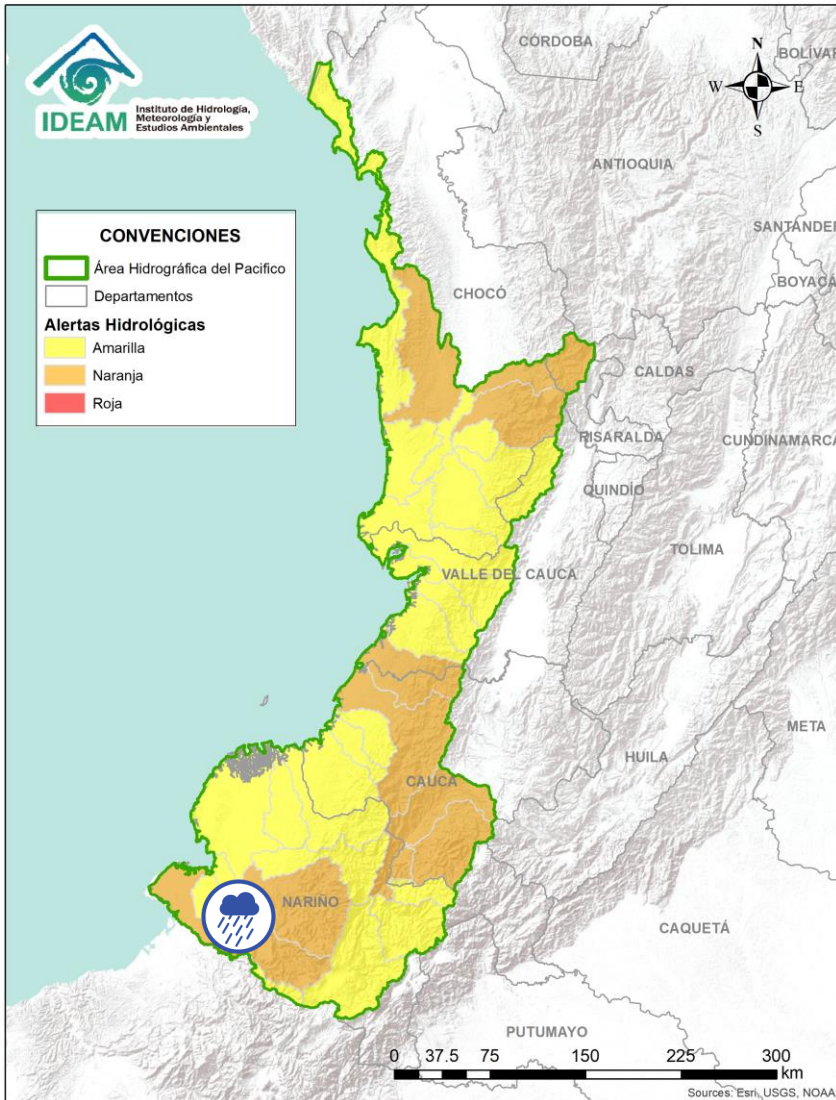 IDEAM
Instituto de Hidrología,
Meteorología y
Estudios Ambientales
CÓRDOBA
BOLÍVAR
N
W
E
S
ANTIOQUIA
SANTANDER
BOYACÁ
CONVENCIONES
Área Hidrográfica del Pacifico
Departamentos
Alertas Hidrológicas
Amarilla
Naranja
Roja
CHOCÓ
CALDAS
RISARALDA
CUNDINAMARCA
QUINDÍO
TOLIMA
VALLE DEL CAUCA
META
HUILA
CAUCA
NARIÑO
CAQUETÁ
PUTUMAYO
0 37.5 75 150 225 300
km
Sources: Esri, USGS, NOAA